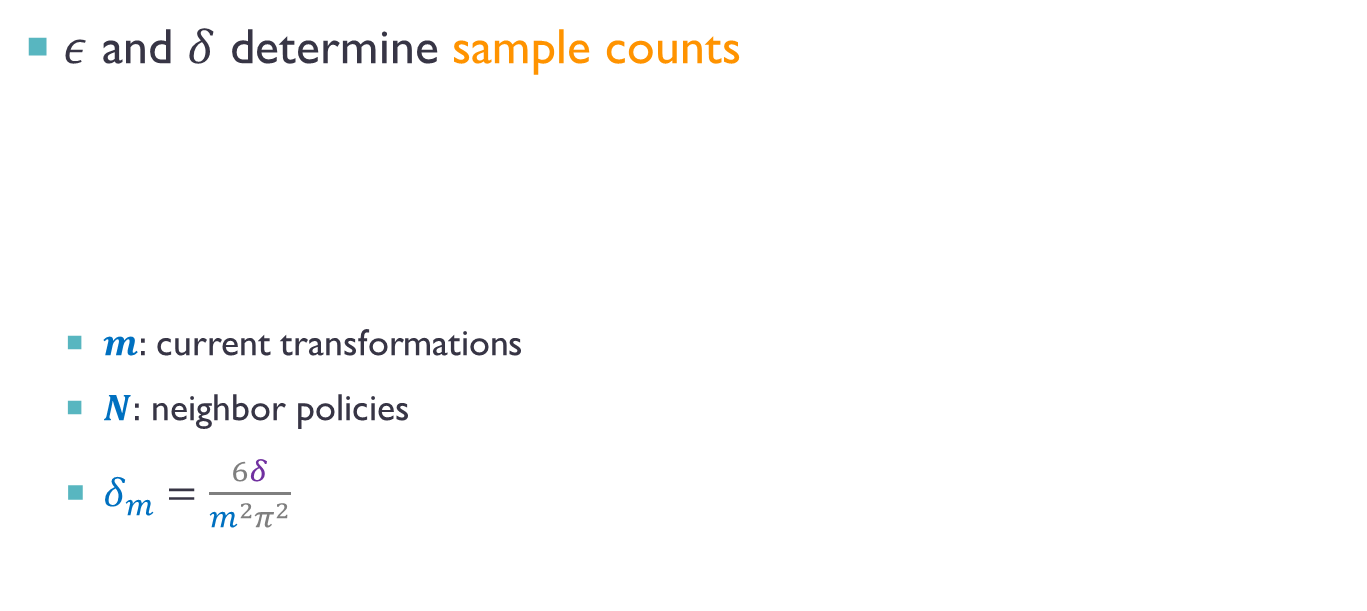 ▪ ϵ and δ determine sample counts
▪ m: current transformations
▪ N: neighbor policies
▪ δ_m = 6δ / m²π²